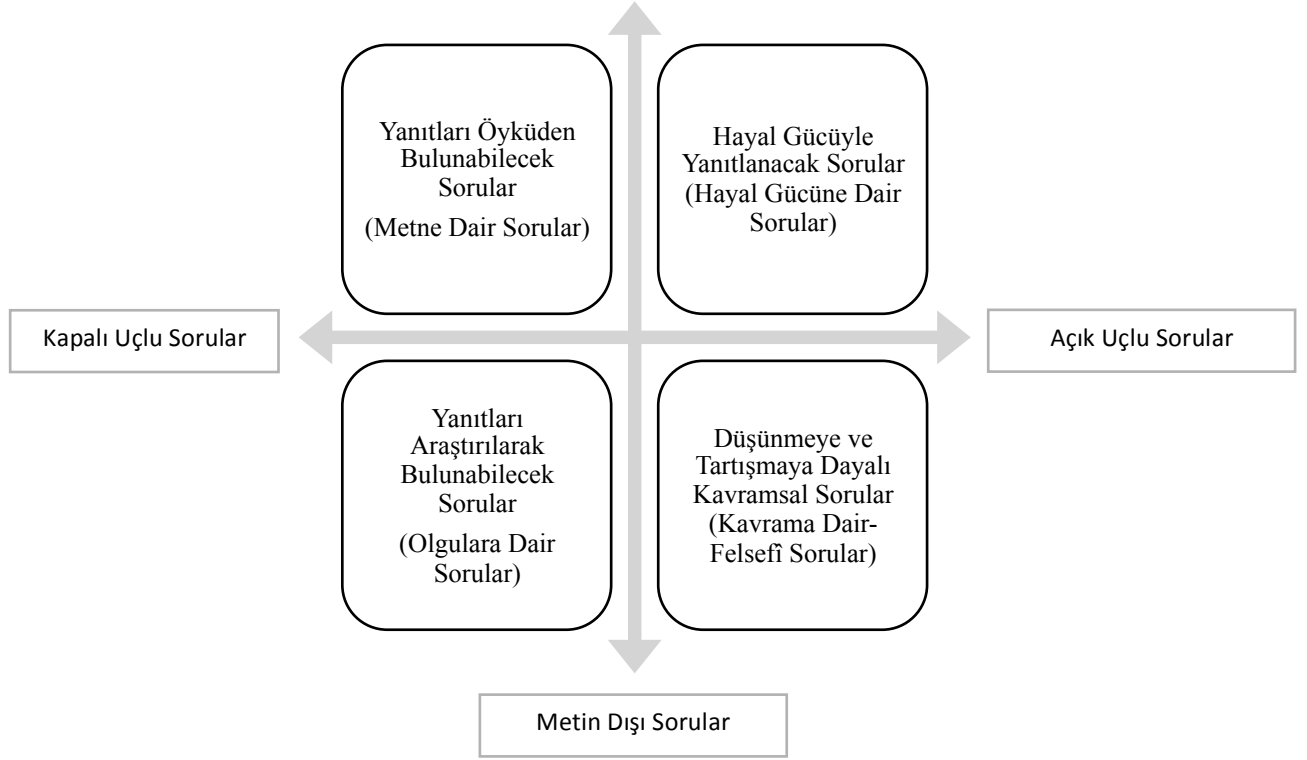 Yanıtları Öyküden
Bulunabilecek
Sorular
(Metne Dair Sorular)
Hayal Gücüyle
Yanıtlanacak Sorular
(Hayal Gücüne Dair
Sorular)
Kapalı Uçlu Sorular
Açık Uçlu Sorular
Yanıtları
Araştırılarak
Bulunabilecek
Sorular
(Olgulara Dair
Sorular)
Düşünmeye ve
Tartışmaya Dayalı
Kavramsal Sorular
(Kavrama Dair-
Felsefî Sorular)
Metin Dışı Sorular